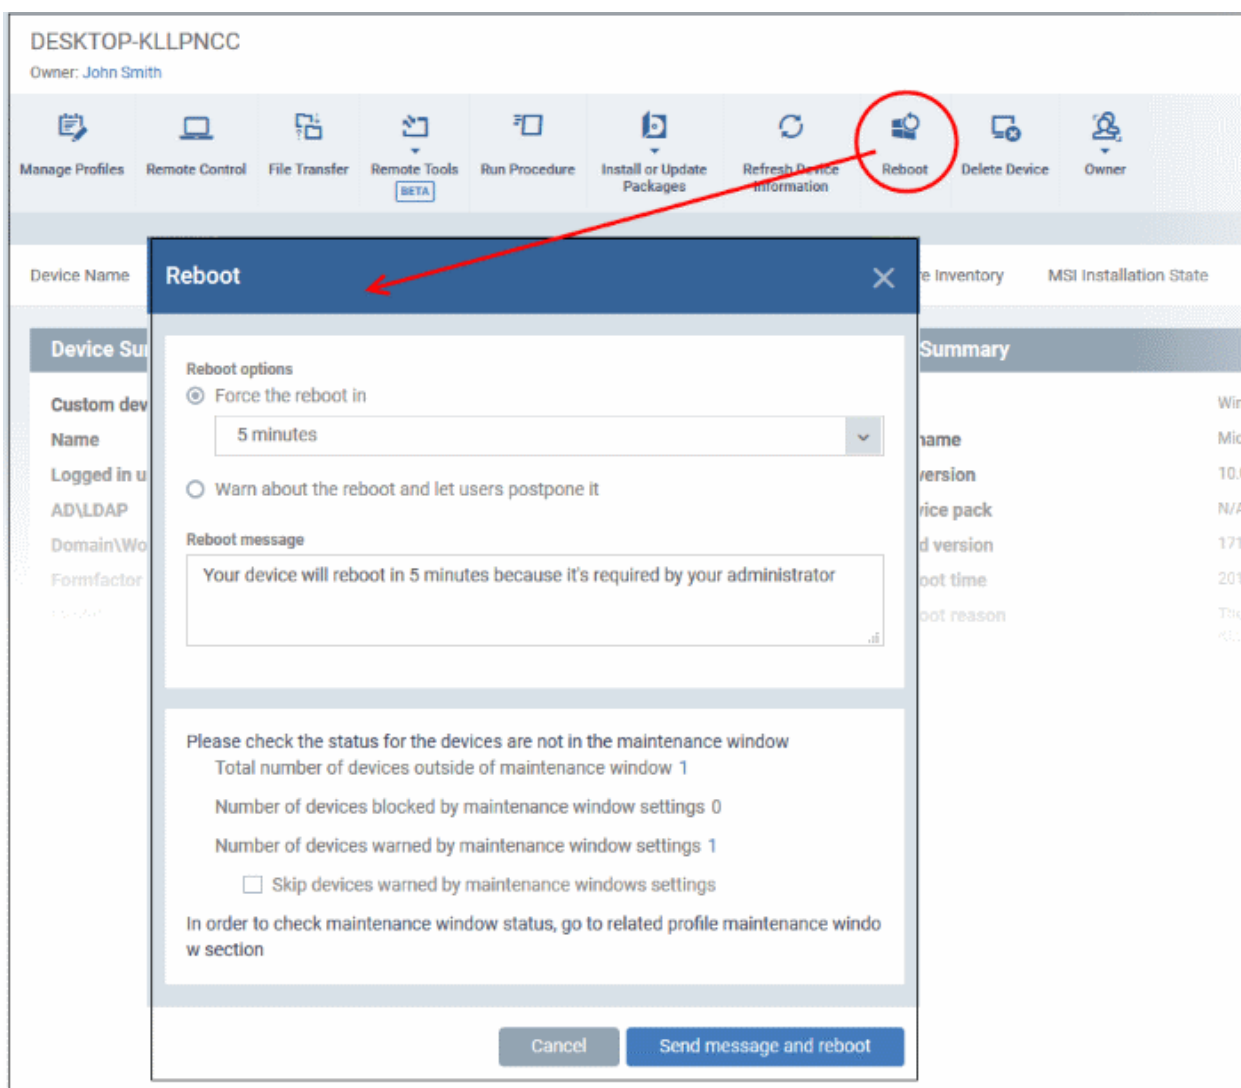 DESKTOP-KLLPNCC
Owner: John Smith
Manage Profiles
Remote Control
File Transfer
Remote Tools
BETA
Run Procedure
Install or Update
Packages
Refresh Device
Information
Reboot
Delete Device
Owner
Device Name
Reboot
re Inventory
MSI Installation State
Device Su
Summary
Reboot options
Force the reboot in
5 minutes
Warn about the reboot and let users postpone it
Reboot message
Your device will reboot in 5 minutes because it's required by your administrator
Custom dev
Name
Logged in u
AD\LDAP
Domain\Wo
Formfactor
Win
name
Mic
version
10.
vice pack
N/A
d version
171
oot time
201
oot reason
The
Please check the status for the devices are not in the maintenance window
Total number of devices outside of maintenance window 1
Number of devices blocked by maintenance window settings 0
Number of devices warned by maintenance window settings 1
Skip devices warned by maintenance windows settings
In order to check maintenance window status, go to related profile maintenance windo
w section
Cancel
Send message and reboot